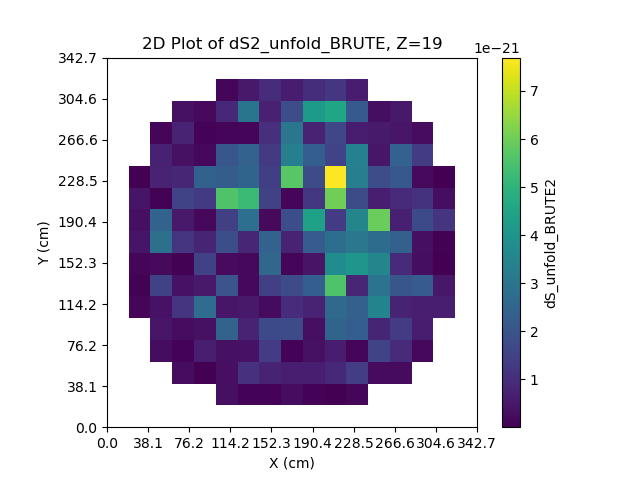 2D Plot of dS2_unfold_BRUTE, Z=19
1e−21
342.7
304.6
266.6
228.5
190.4
152.3
114.2
76.2
38.1
0.0
Y (cm)
0.0 38.1 76.2 114.2 152.3 190.4 228.5 266.6 304.6 342.7
X (cm)
7
6
5
4
3
2
1
dS_unfold_BRUTE2